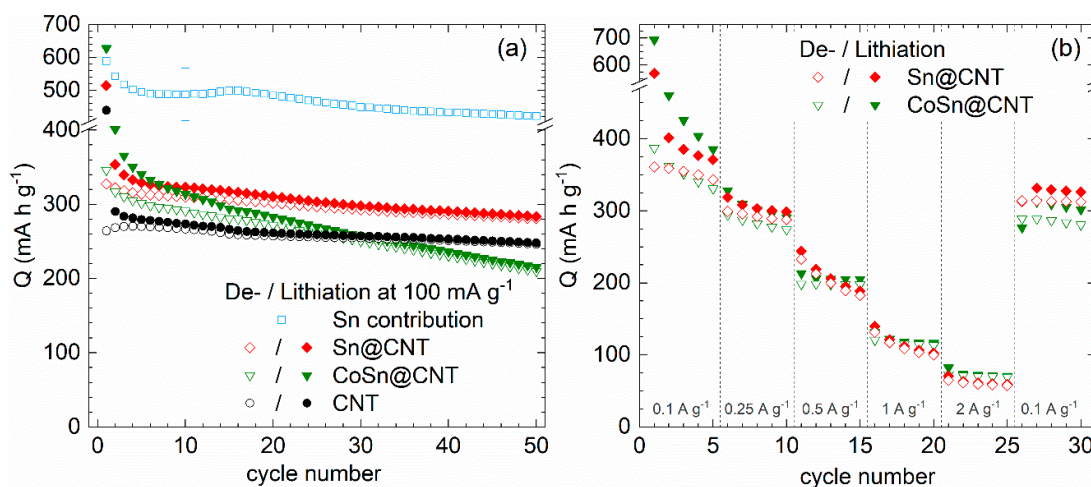 (a)
700
600
500
400
300
200
100
0
Q (mA h g⁻¹)
De- / Lithiation at 100 mA g⁻¹
Sn contribution
/ Sn@CNT
/ CoSn@CNT
/ CNT
0 10 20 30 40 50
cycle number
(b)
700
600
400
300
200
100
0
Q (mA h g⁻¹)
De- / Lithiation
/ Sn@CNT
/ CoSn@CNT
0.1 A g⁻¹ 0.25 A g⁻¹ 0.5 A g⁻¹ 1 A g⁻¹ 2 A g⁻¹ 0.1 A g⁻¹
0 5 10 15 20 25 30
cycle number